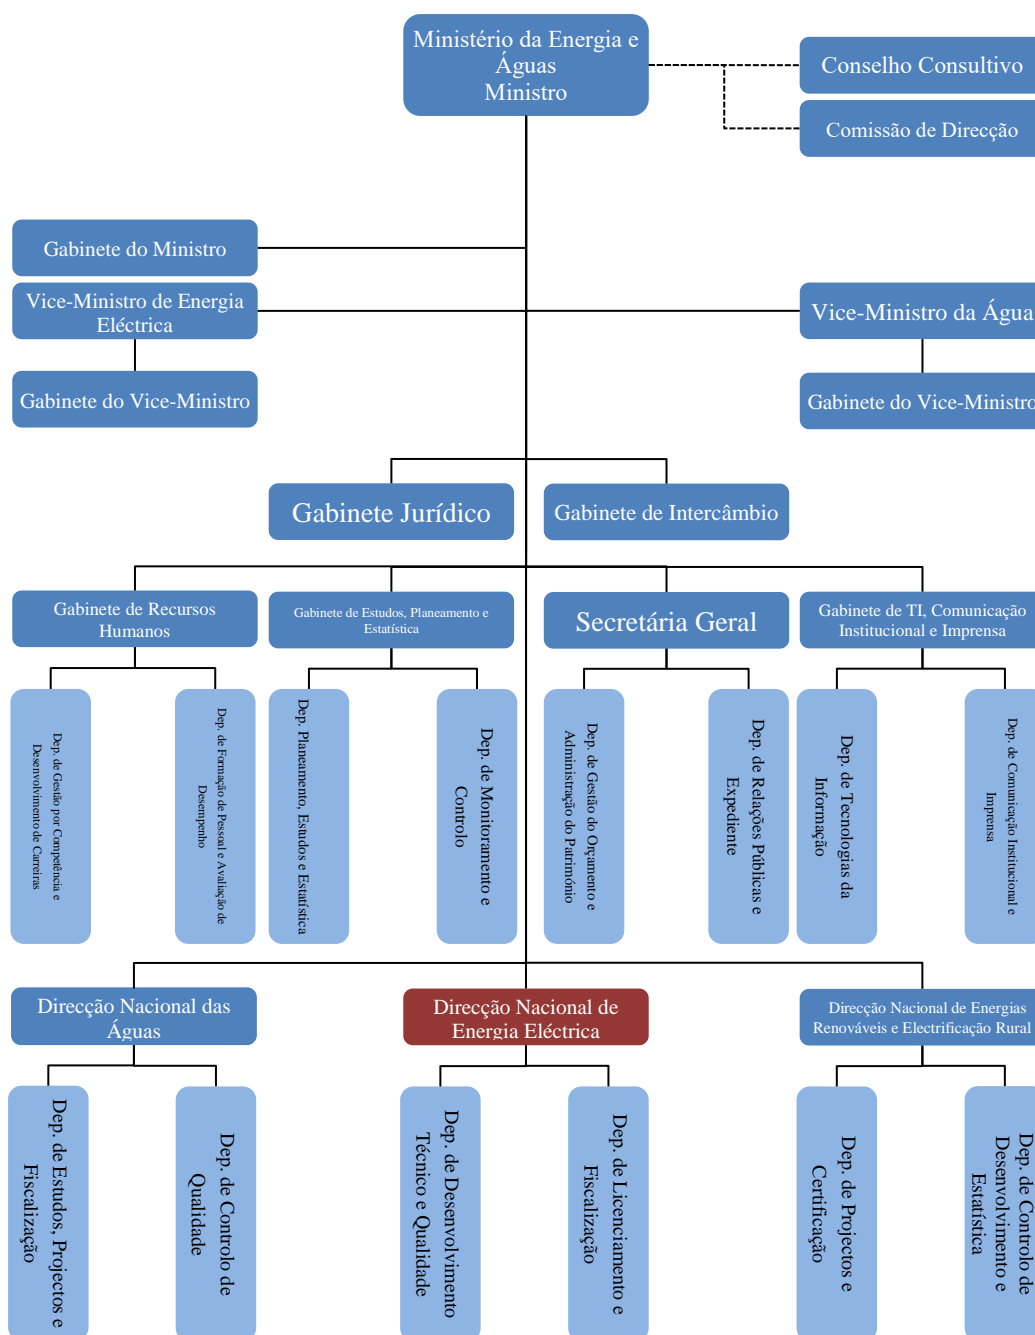 Ministério da Energia e
Águas
Ministro
Conselho Consultivo
Comissão de Direcção
Gabinete do Ministro
Vice-Ministro de Energia
Eléctrica
Vice-Ministro da Água
Gabinete do Vice-Ministro
Gabinete do Vice-Ministro
Gabinete Jurídico
Gabinete de Intercâmbio
Gabinete de Recursos
Humanos
Gabinete de Estudos, Planeamento e
Estatística
Secretária Geral
Gabinete de TI, Comunicação
Institucional e Imprensa
Dep. de Gestão por Competência e
Desenvolvimento de Carreiras
Dep. de Formação de Pessoal e Avaliação de
Desempenho
Dep. Planeamento, Estudos e Estatística
Dep. de Monitoramento e
Controlo
Dep. de Gestão do Orçamento e
Administração do Património
Dep. de Relações Públicas e
Expediente
Dep. de Tecnologias da
Informação
Dep. de Comunicação Institucional e
Imprensa
Direcção Nacional das
Águas
Direcção Nacional de
Energia Eléctrica
Direcção Nacional de Energias
Renováveis e Electrificação Rural
Dep. de Estudos, Projectos e
Fiscalização
Dep. de Controlo de
Qualidade
Dep. de Desenvolvimento
Técnico e Qualidade
Dep. de Licenciamento e
Fiscalização
Dep. de Projectos e
Certificação
Dep. de Controlo de
Desenvolvimento e
Estatística